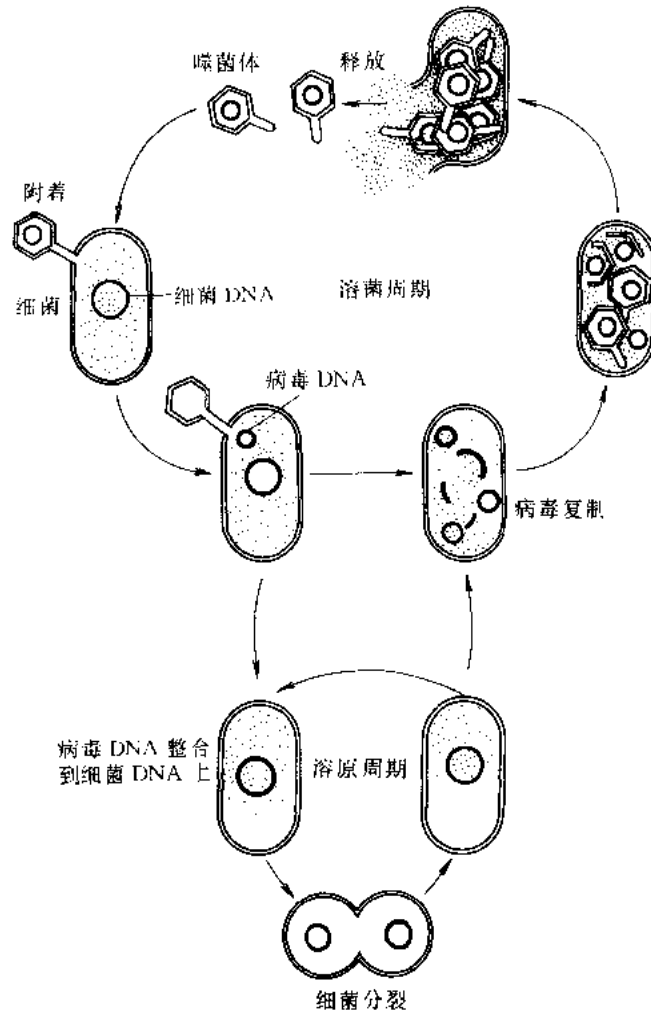 噬菌体
释放
附着
细菌
细菌 DNA
溶菌周期
病毒 DNA
病毒复制
病毒 DNA 整合
到细菌 DNA 上
溶原周期
细菌分裂